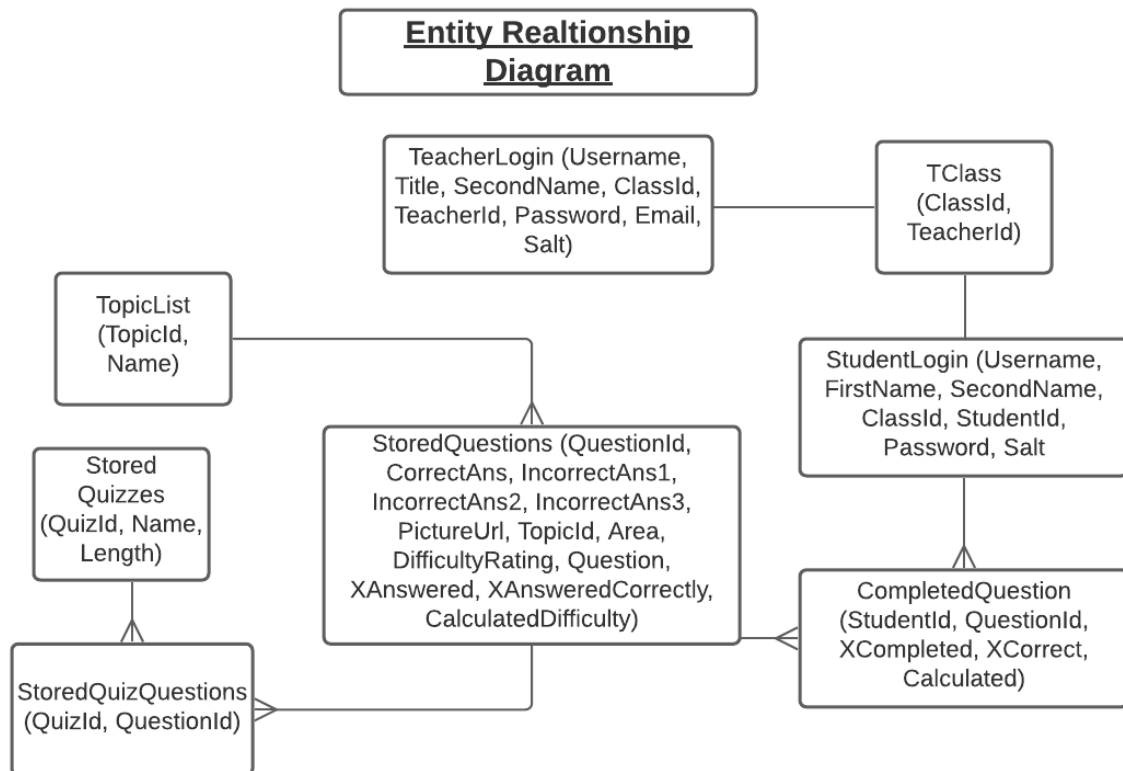 Entity Realtionship
Diagram
TeacherLogin (Username,
Title, SecondName, ClassId,
TeacherId, Password, Email,
Salt)
TClass
(ClassId,
TeacherId)
TopicList
(TopicId,
Name)
StudentLogin (Username,
FirstName, SecondName,
ClassId, StudentId,
Password, Salt
StoredQuestions (QuestionId,
CorrectAns, IncorrectAns1,
IncorrectAns2, IncorrectAns3,
PictureUrl, TopicId, Area,
DifficultyRating, Question,
XAnswered, XAnsweredCorrectly,
CalculatedDifficulty)
Stored
Quizzes
(QuizId, Name,
Length)
CompletedQuestion
(StudentId, QuestionId,
XCompleted, XCorrect,
Calculated)
StoredQuizQuestions
(QuizId, QuestionId)